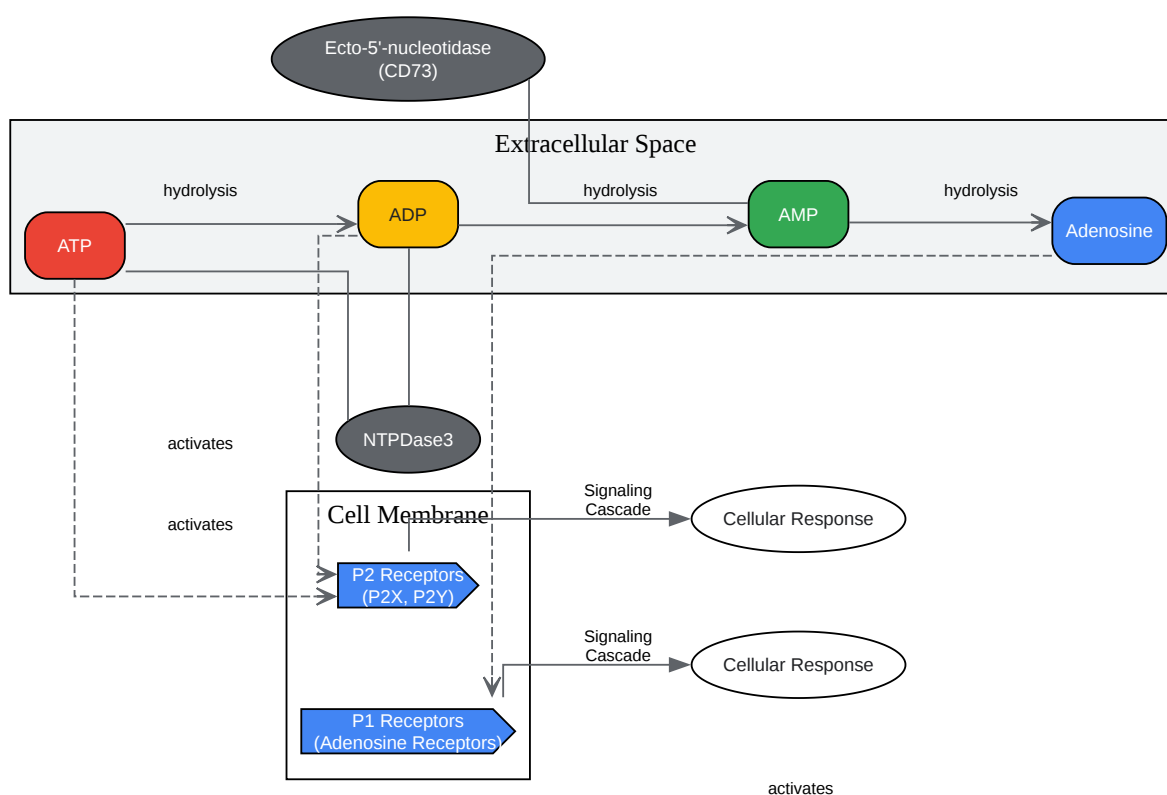 Ecto-5'-nucleotidase
(CD73)
Extracellular Space
hydrolysis
hydrolysis
hydrolysis
ATP
ADP
AMP
Adenosine
NTPDase3
activates
activates
Cell Membrane
Signaling
Cascade
Cellular Response
P2 Receptors
(P2X, P2Y)
Signaling
Cascade
Cellular Response
P1 Receptors
(Adenosine Receptors)
activates